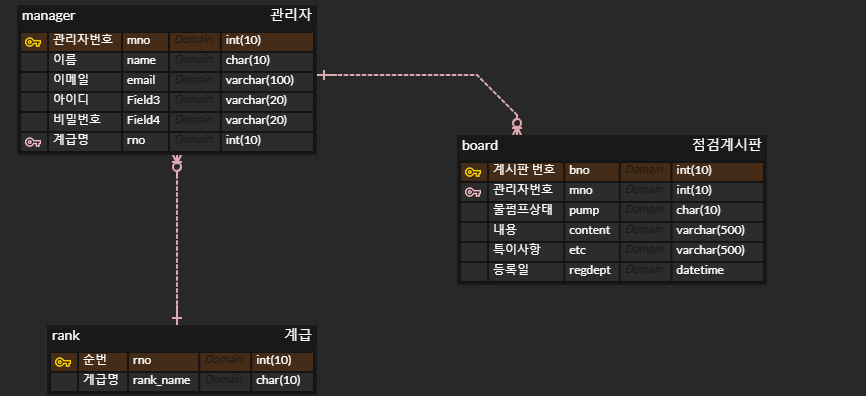 manager 관리자
관리자번호 mno Domain int(10)
이름 name Domain char(10)
이메일 email Domain varchar(100)
아이디 Field3 Domain varchar(20)
비밀번호 Field4 Domain varchar(20)
계급명 rno Domain int(10)
board 점검계시판
계시판 번호 bno Domain int(10)
관리자번호 mno Domain int(10)
물펌프상태 pump Domain char(10)
내용 content Domain varchar(500)
특이사항 etc Domain varchar(500)
등록일 regdept Domain datetime
rank 계급
순번 rno Domain int(10)
계급명 rank_name Domain char(10)